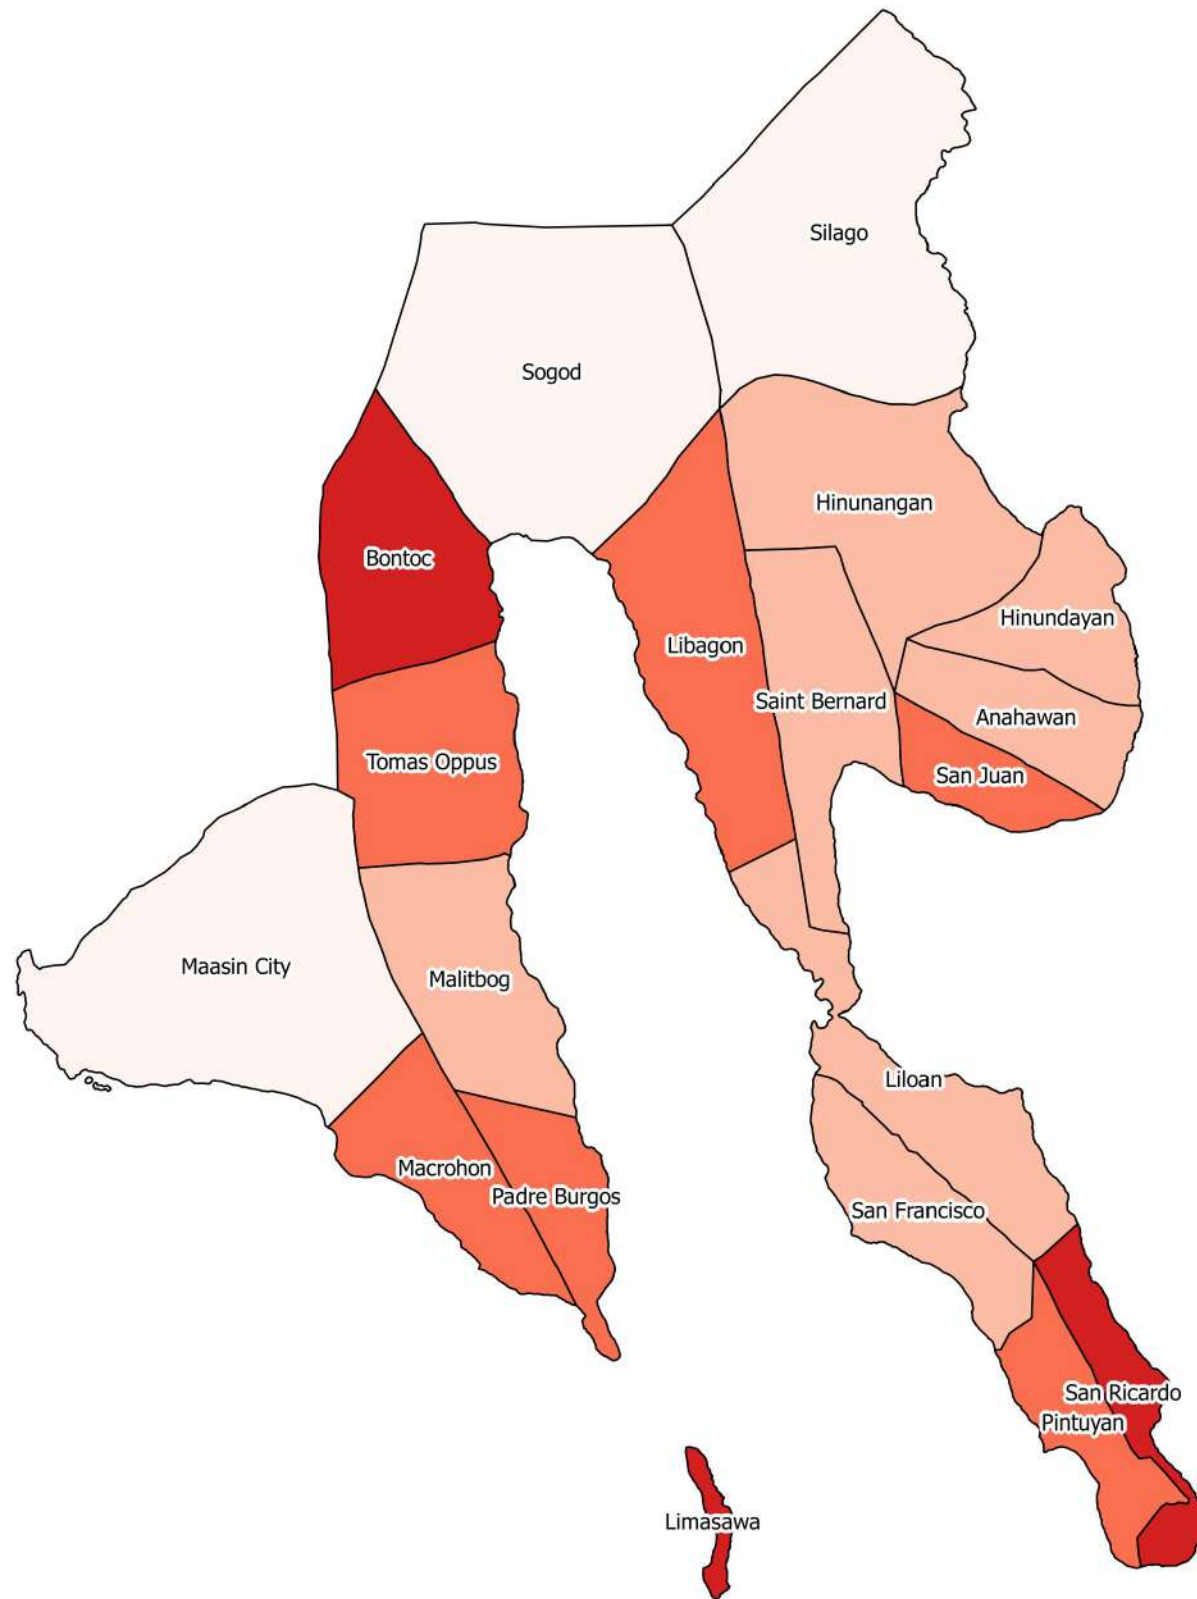 Silago
Sogod
Hinunangan
Bontoc
Hinundayan
Libagon
Saint Bernard
Anahawan
Tomas Oppus
San Juan
Maasin City
Malitbog
Liloan
Macrohon
Padre Burgos
San Francisco
San Ricardo
Pintuyan
Limasawa